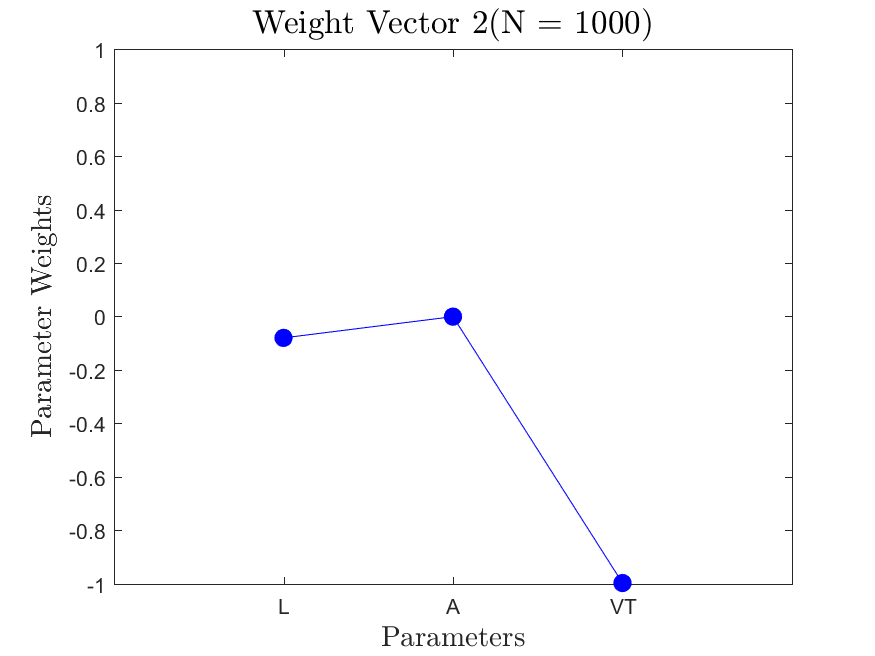 Weight Vector 2(N = 1000)
1
0.8
0.6
0.4
0.2
0
-0.2
-0.4
-0.6
-0.8
-1
Parameter Weights
L A VT
Parameters